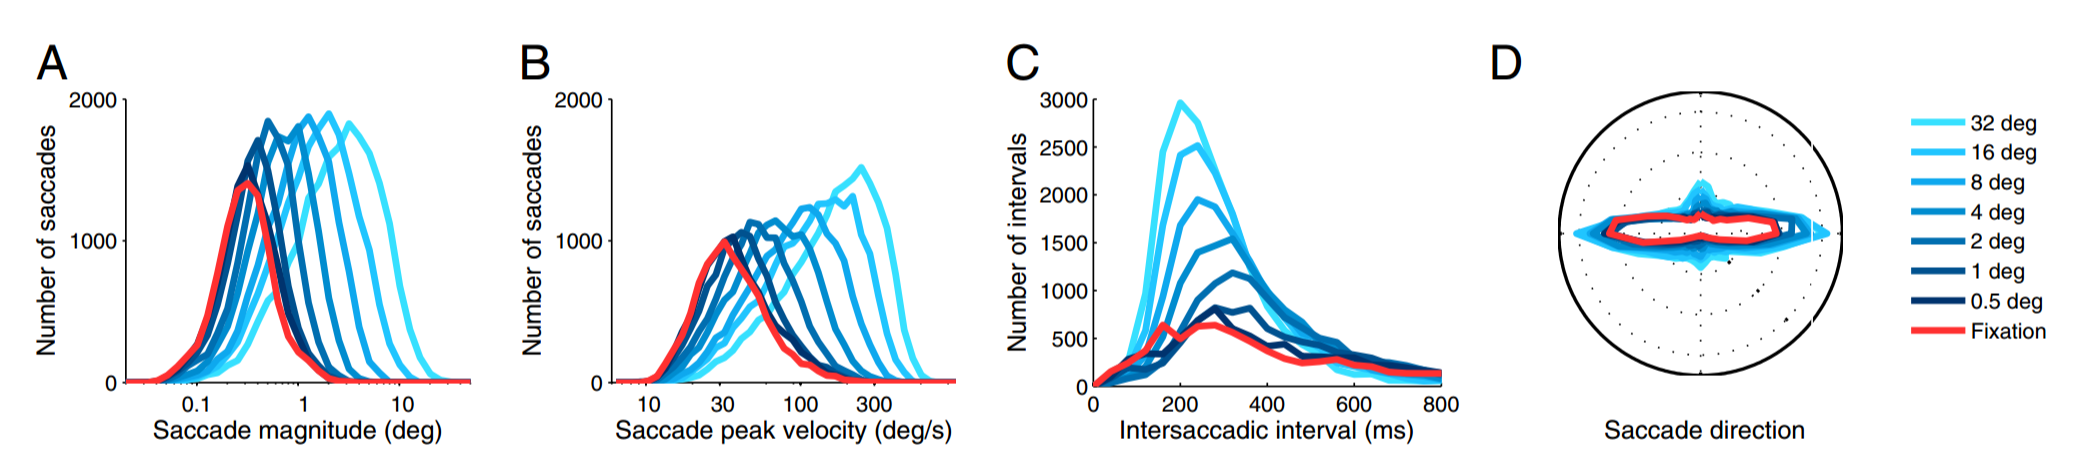 A
2000
1000
0
Number of saccades
0.1
1
10
Saccade magnitude (deg)
B
2000
1000
0
Number of saccades
10
30
100
300
Saccade peak velocity (deg/s)
C
3000
2500
2000
1500
1000
500
0
Number of intervals
0
200
400
600
800
Intersaccadic interval (ms)
D
Saccade direction
32 deg
16 deg
8 deg
4 deg
2 deg
1 deg
0.5 deg
Fixation